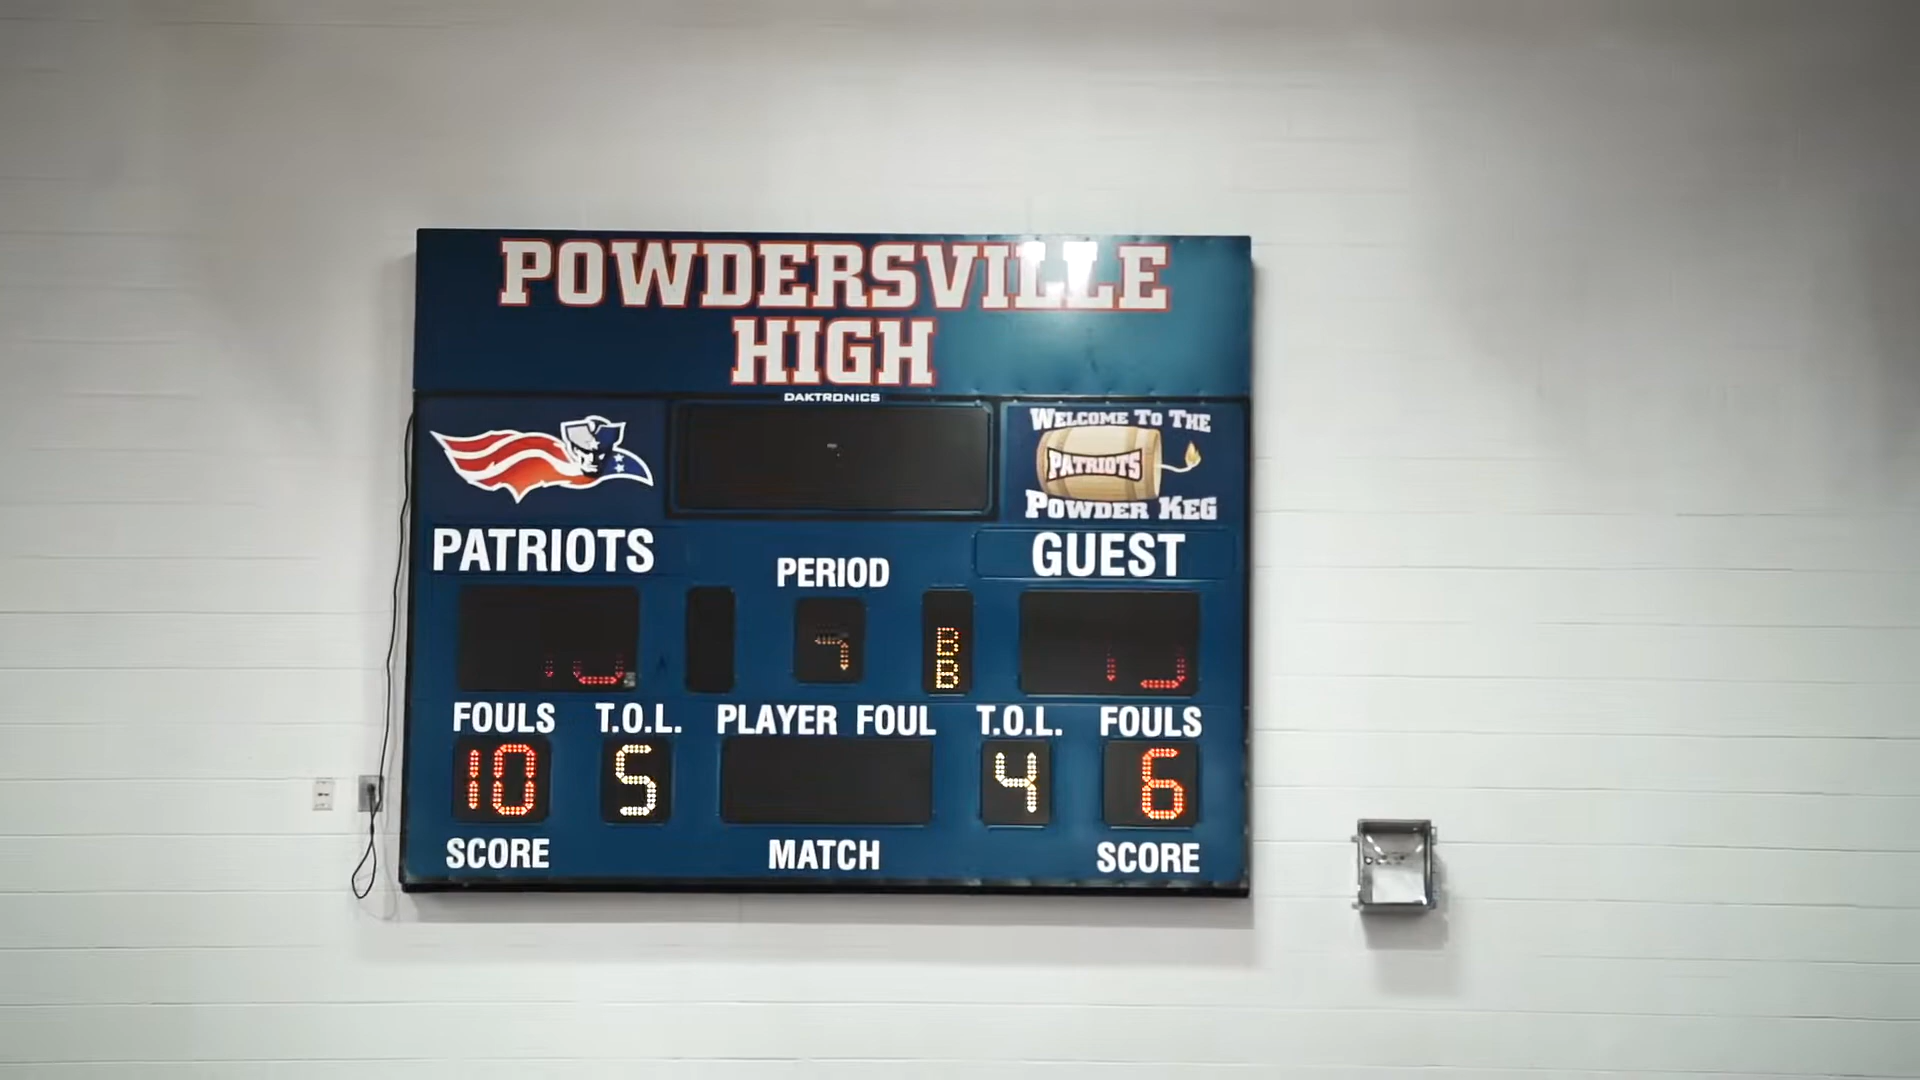 POWDERSVILLE
HIGH
DAKTRONICS
WELCOME TO THE
PATRIOTS
POWDER KEG
PATRIOTS
PERIOD
GUEST
B
B
FOULS T.O.L. PLAYER FOUL T.O.L. FOULS
10 5 4 6
SCORE MATCH SCORE